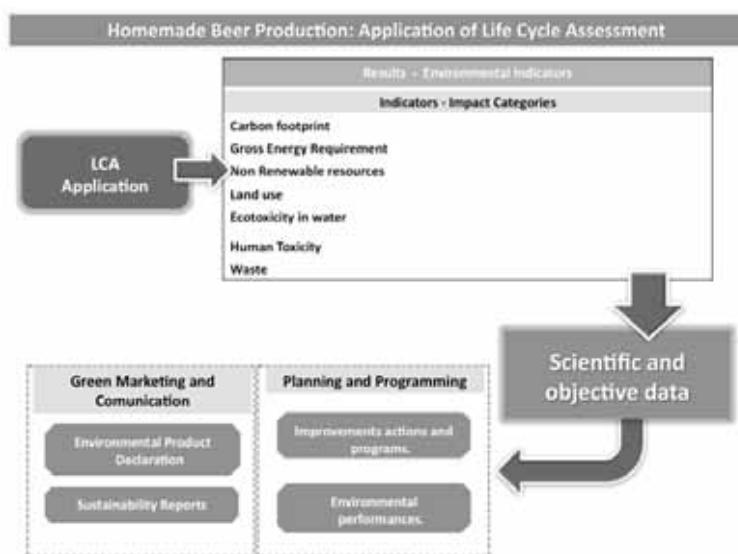 Homemade Beer Production: Application of Life Cycle Assessment
Results - Environmental Indicators
Indicators - Impact Categories
LCA
Application
Carbon footprint
Gross Energy Requirement
Non Renewable resources
Land use
Ecotoxicity in water
Human Toxicity
Waste
Scientific and
objective data
Green Marketing and
Comunication
Environmental Product
Declaration
Sustainability Reports
Planning and Programming
Improvements actions and
programs.
Environmental
performances.